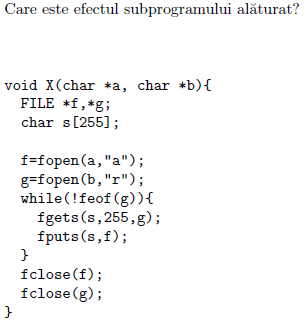 Care este efectul subprogramului alăturat?
void X(char *a, char *b){
FILE *f,*g;
char s[255];
f=fopen(a,"a");
g=fopen(b,"r");
while(!feof(g)){
fgets(s,255,g);
fputs(s,f);
}
fclose(f);
fclose(g);
}